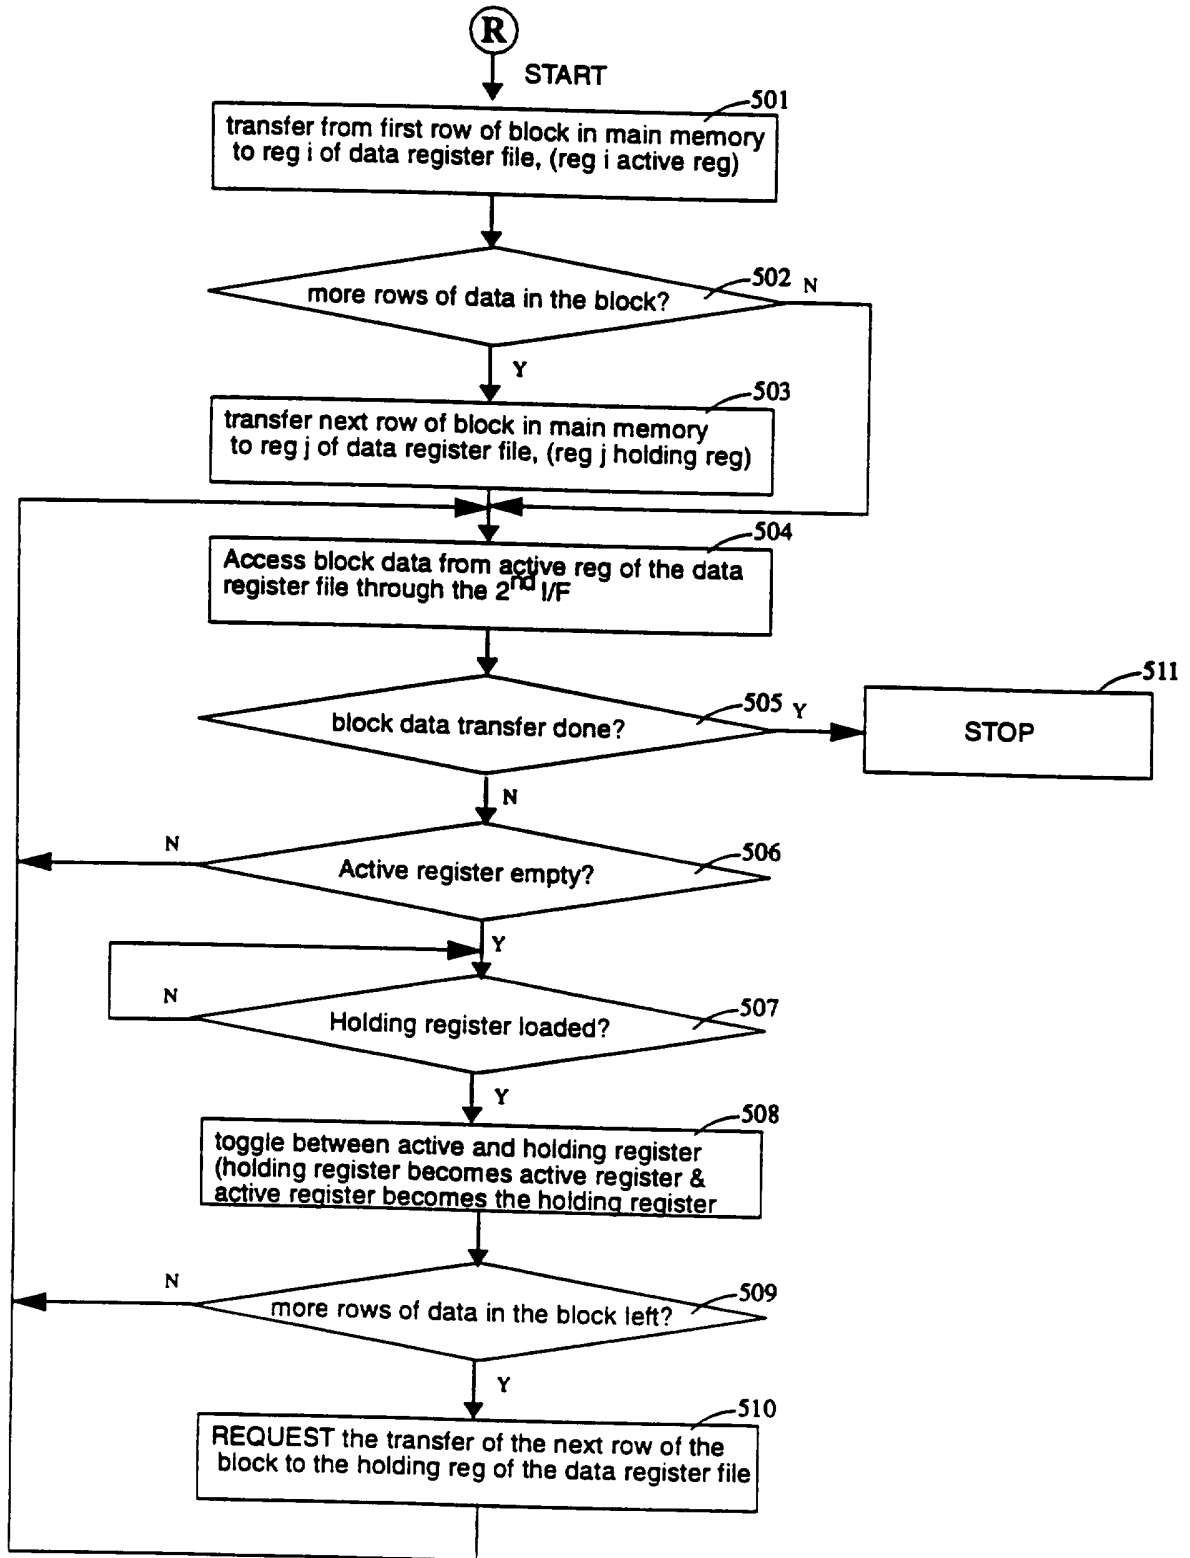 R
START
501
transfer from first row of block in main memory
to reg i of data register file, (reg i active reg)
502
N
more rows of data in the block?
Y
503
transfer next row of block in main memory
to reg j of data register file, (reg j holding reg)
504
Access block data from active reg of the data
register file through the 2nd I/F
505
Y
block data transfer done?
511
STOP
N
N
506
Active register empty?
Y
N
507
Holding register loaded?
Y
508
toggle between active and holding register
(holding register becomes active register &
active register becomes the holding register
N
509
more rows of data in the block left?
Y
510
REQUEST the transfer of the next row of the
block to the holding reg of the data register file